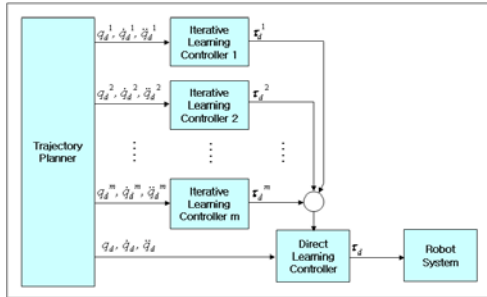 q_d^1, q̇_d^1, q̈_d^1
Iterative
Learning
Controller 1
τ_d^1
q_d^2, q̇_d^2, q̈_d^2
Iterative
Learning
Controller 2
τ_d^2
Trajectory
Planner
q_d^m, q̇_d^m, q̈_d^m
Iterative
Learning
Controller m
τ_d^m
q_d, q̇_d, q̈_d
Direct
Learning
Controller
τ_d
Robot
System